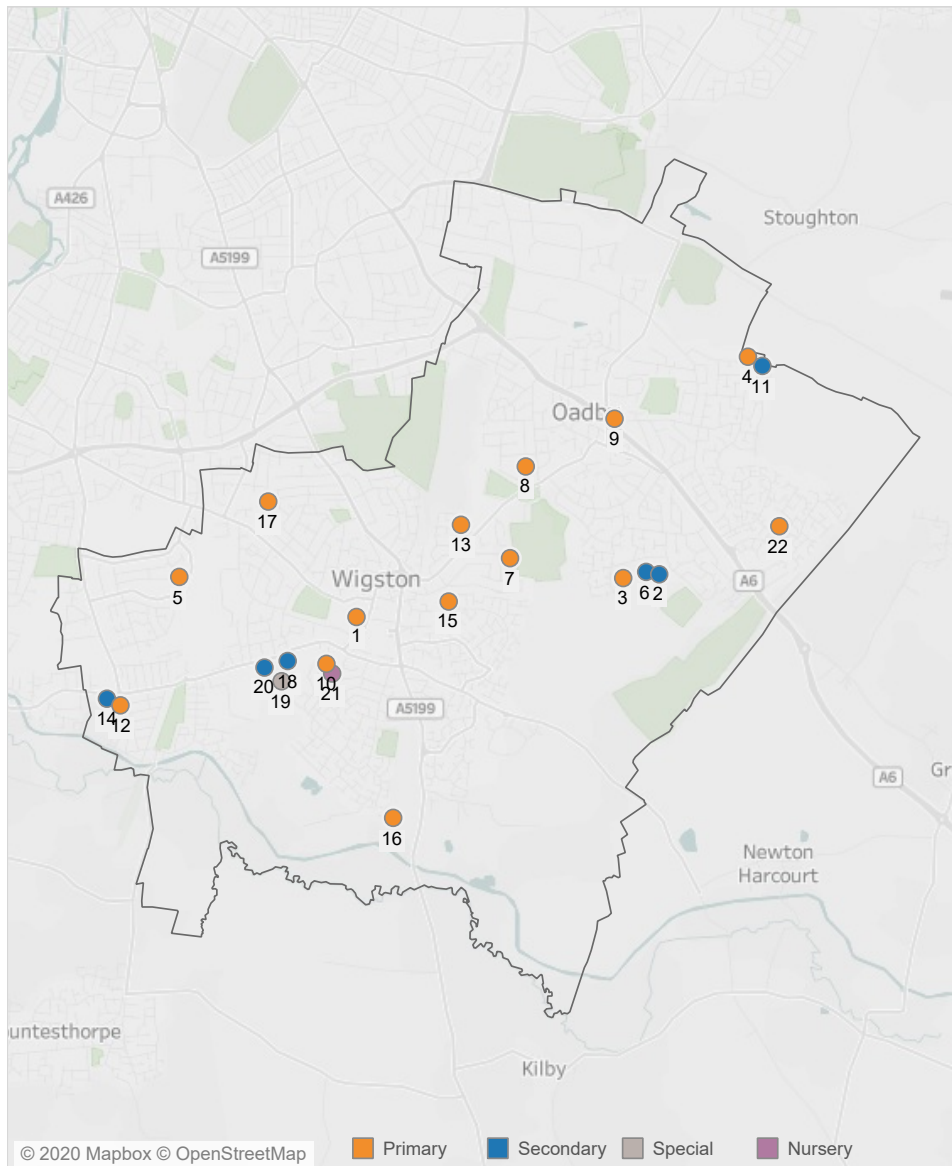 A426
Stoughton
A5199
4
11
Oadb
9
8
17
13
22
Wigston
7
5
3
6
2
A6
15
1
10
18
20
21
19
14
12
A5199
A6
Gr
16
Newton
Harcourt
ountesthorpe
Kilby
© 2020 Mapbox © OpenStreetMap
Primary
Secondary
Special
Nursery